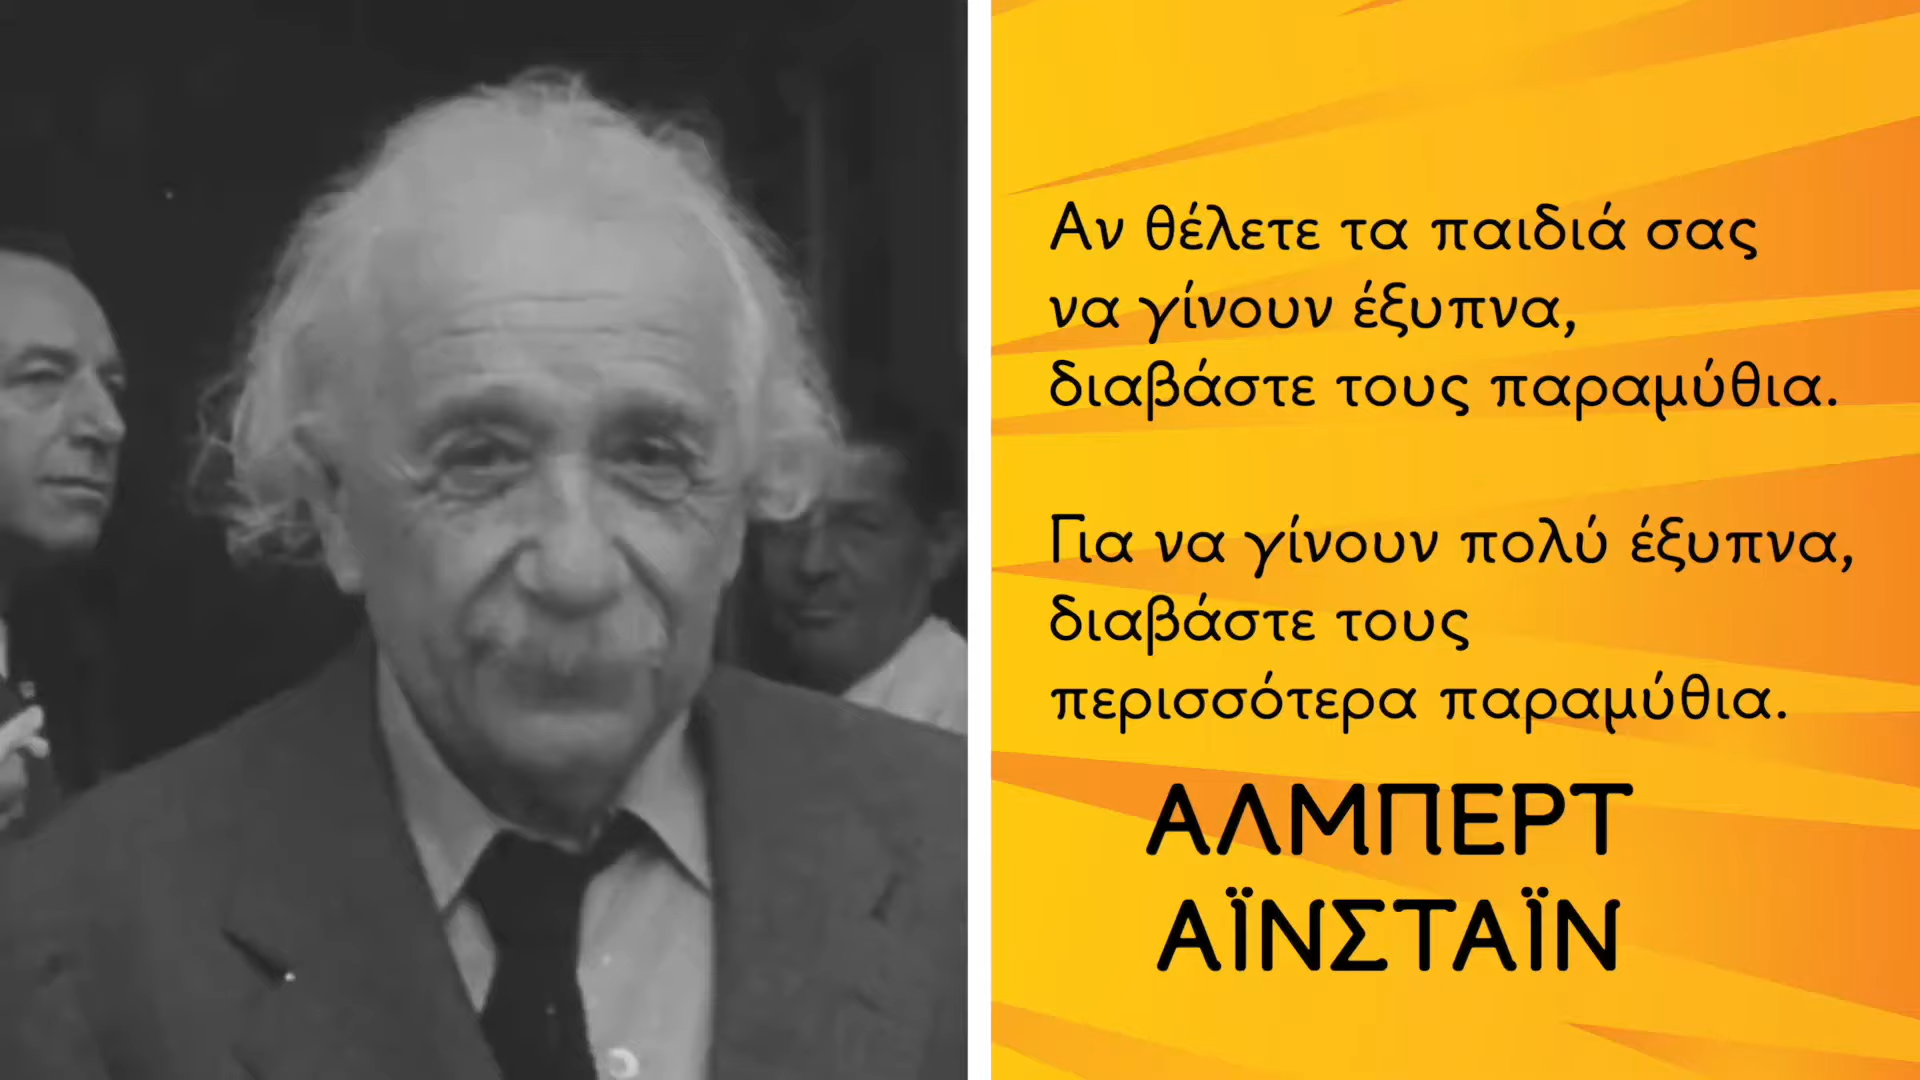 Αν θέλετε τα παιδιά σας
να γίνουν έξυπνα,
διαβάστε τους παραμύθια.
Για να γίνουν πολύ έξυπνα,
διαβάστε τους
περισσότερα παραμύθια.
ΑΛΜΠΕΡΤ
ΑΪΝΣΤΑΪΝ